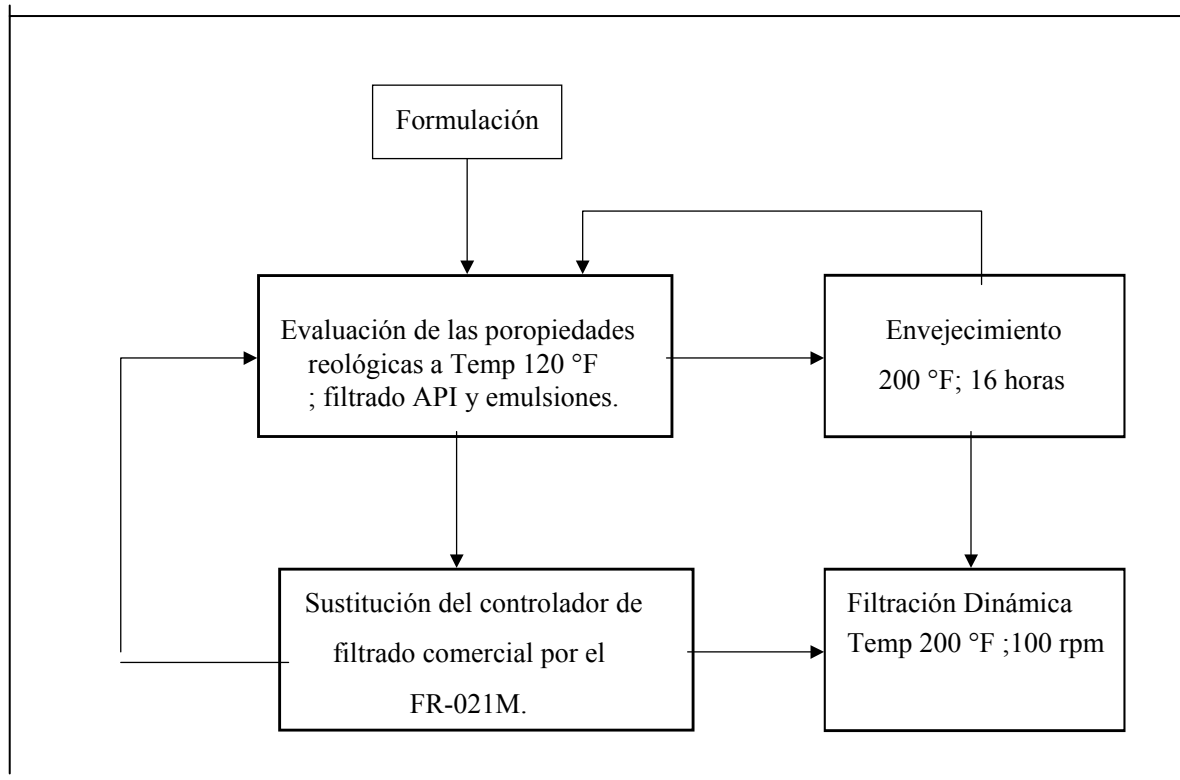 Formulación
Evaluación de las poropiedades
reológicas a Temp 120 °F
; filtrado API y emulsiones.
Envejecimiento
200 °F; 16 horas
Sustitución del controlador de
filtrado comercial por el
FR-021M.
Filtración Dinámica
Temp 200 °F ;100 rpm